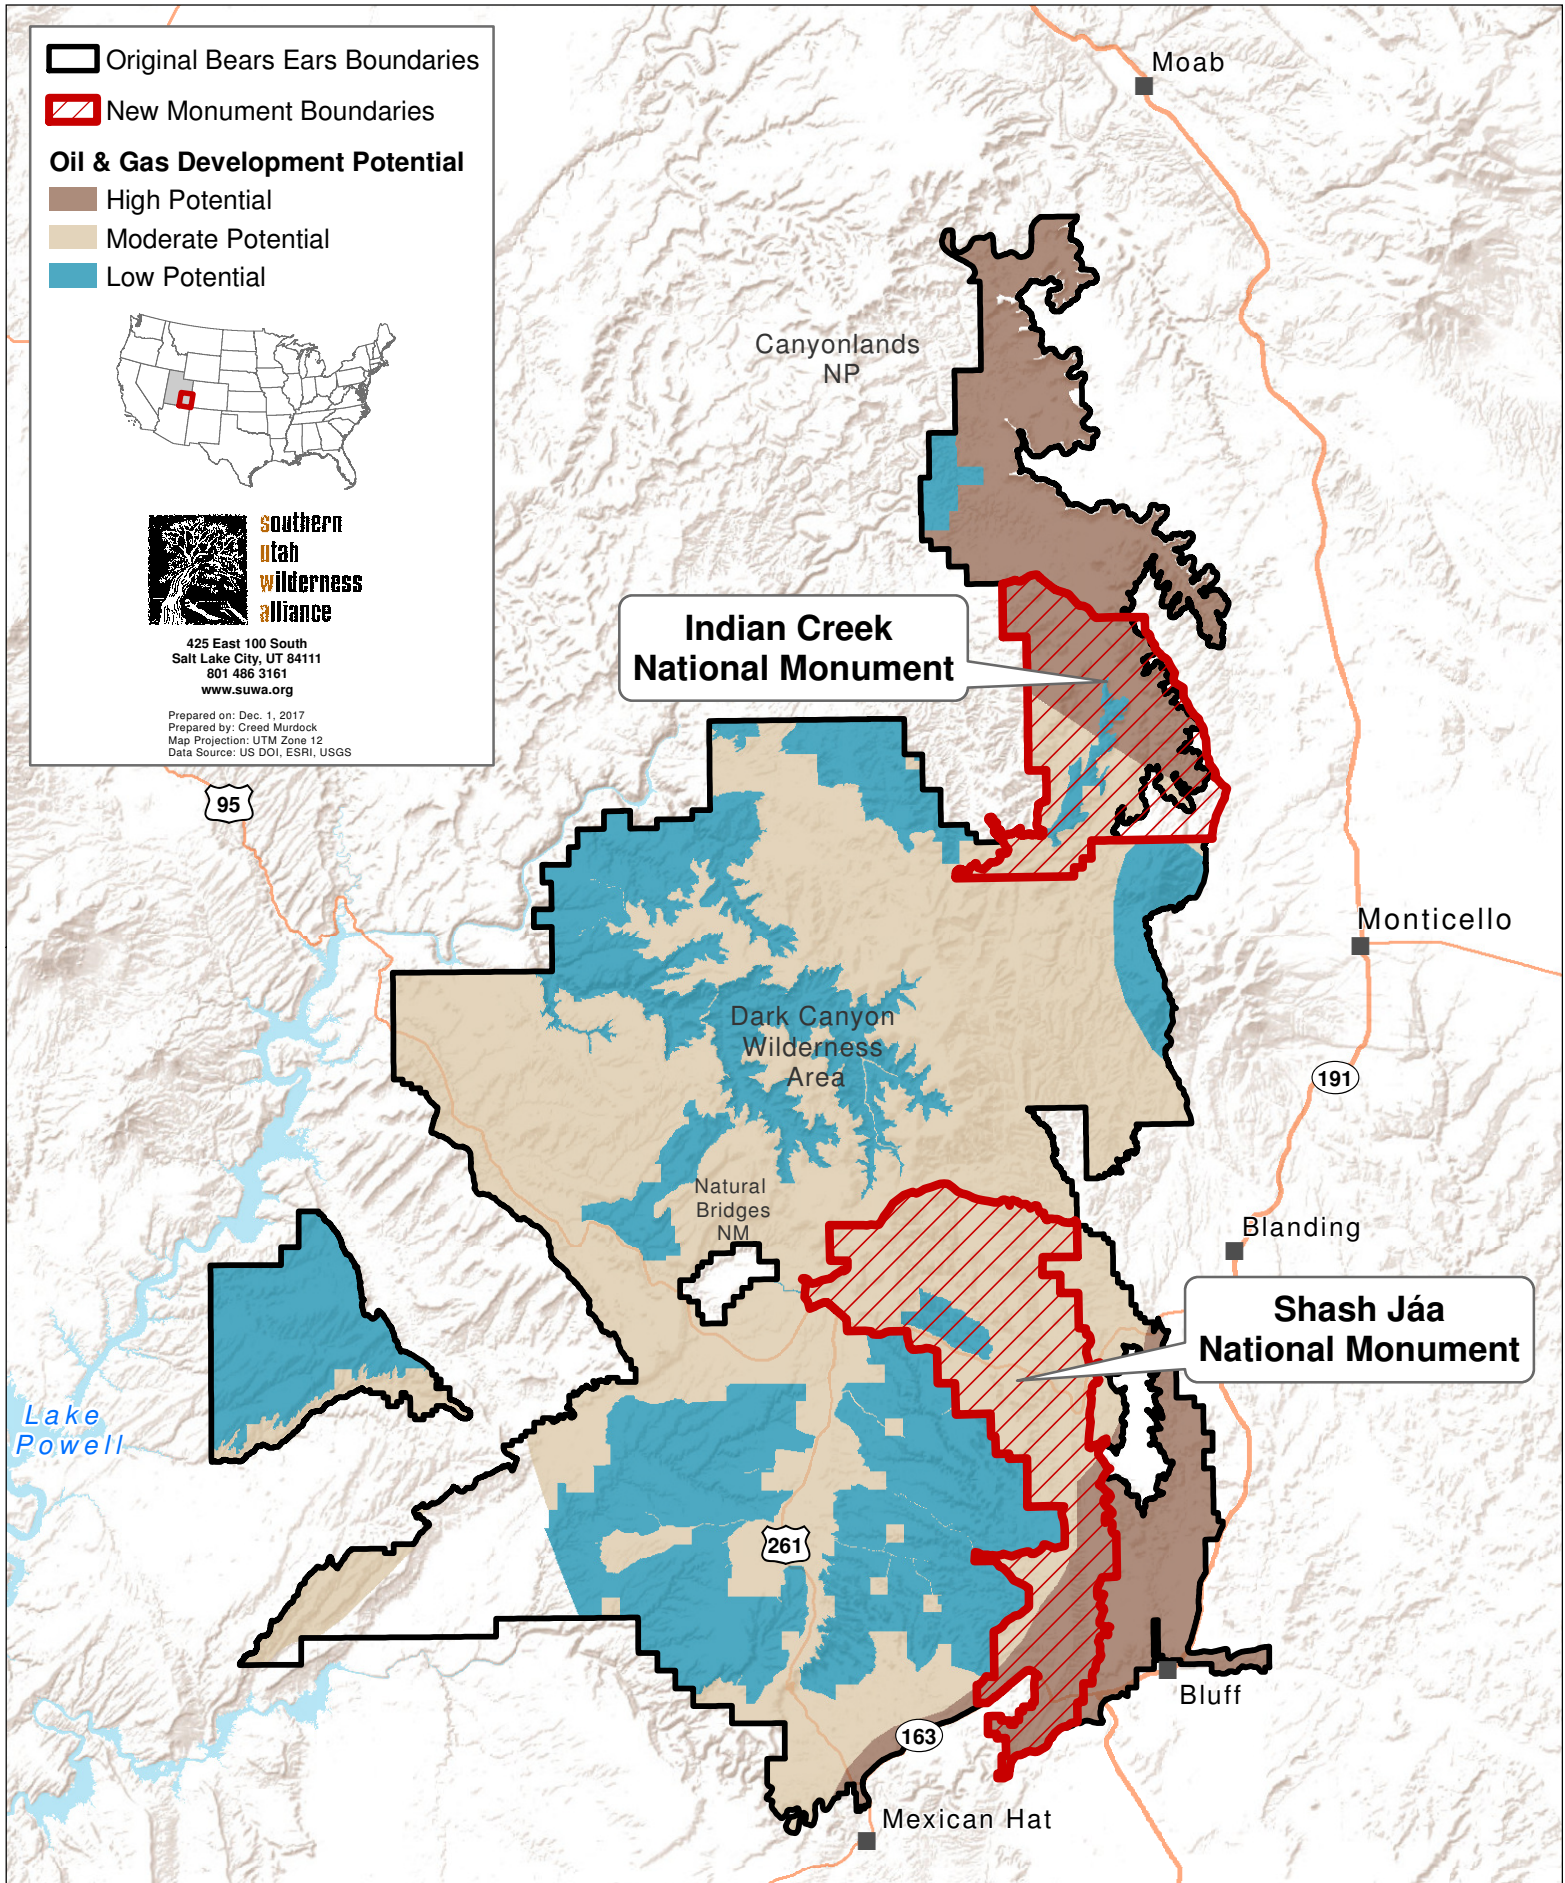 Original Bears Ears Boundaries
New Monument Boundaries
Oil & Gas Development Potential
High Potential
Moderate Potential
Low Potential
southern
utah
wilderness
alliance
425 East 100 South
Salt Lake City, UT 84111
801 486 3161
www.suwa.org
Prepared on: Dec. 1, 2017
Prepared by: Creed Murdock
Map Projection: UTM Zone 12
Data Source: US DOI, ESRI, USGS
Moab
Canyonlands
NP
Indian Creek
National Monument
95
Monticello
Dark Canyon
Wilderness
Area
191
Natural
Bridges
NM
Blanding
Shash Jáa
National Monument
Lake
Powell
261
Bluff
163
Mexican Hat